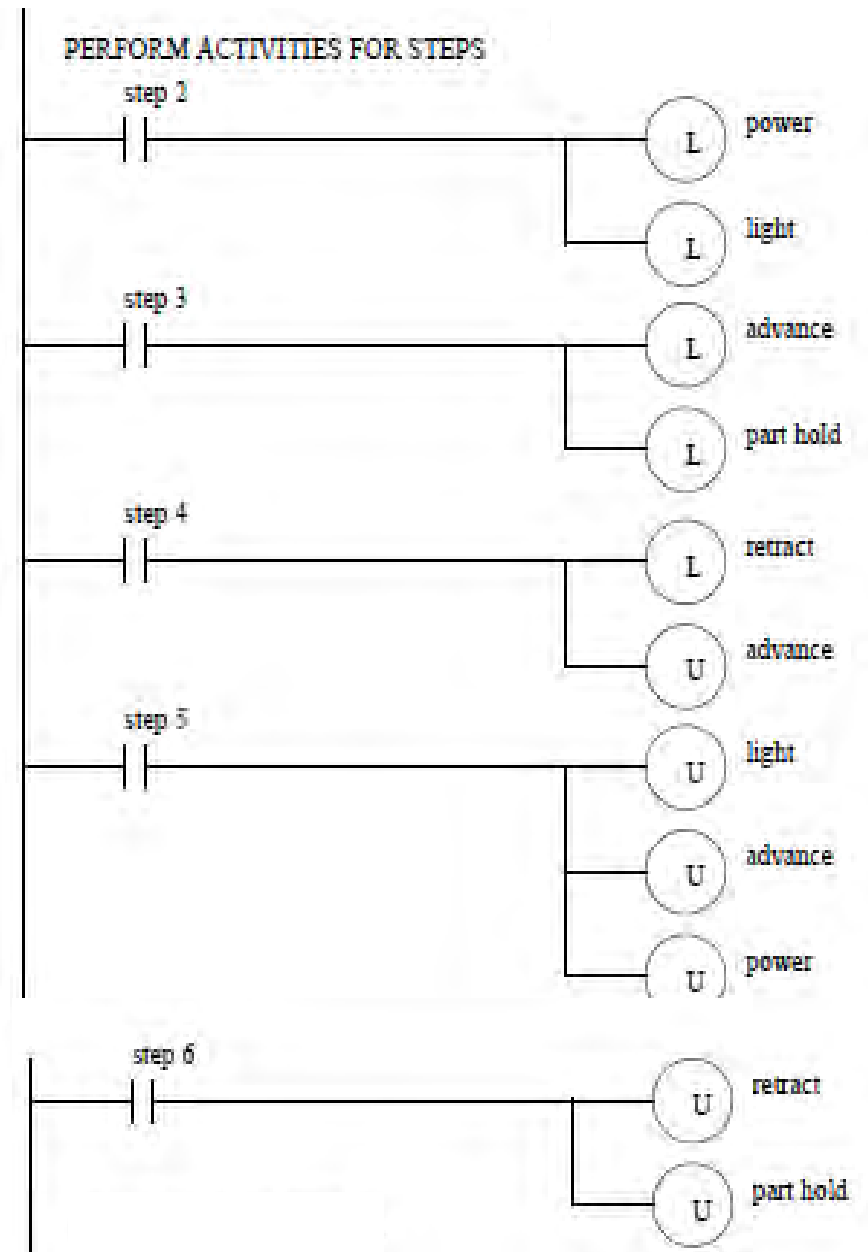 PERFORM ACTIVITIES FOR STEPS
step 2
L power
L light
step 3
L advance
L part hold
step 4
L retract
U advance
step 5
U light
U advance
U power
step 6
U retract
U part hold